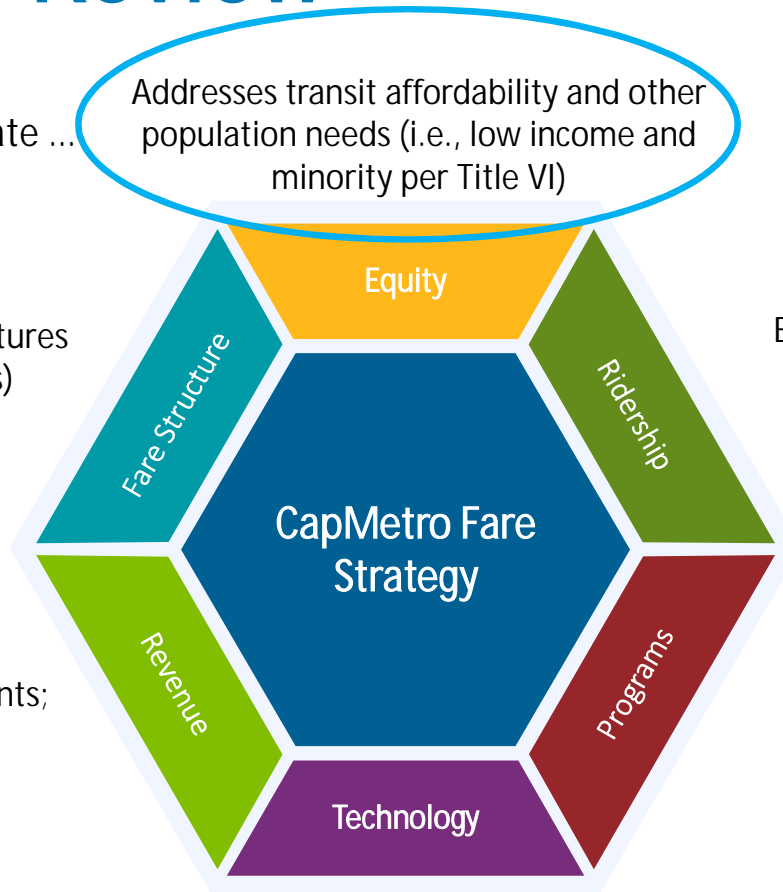 Review
Addresses transit affordability and other
ate ...
population needs (i.e., low income and
minority per Title VI)
Equity
tures
s)
E
Fare Structure
Ridership
CapMetro Fare
Strategy
Revenue
Programs
nts;
Technology